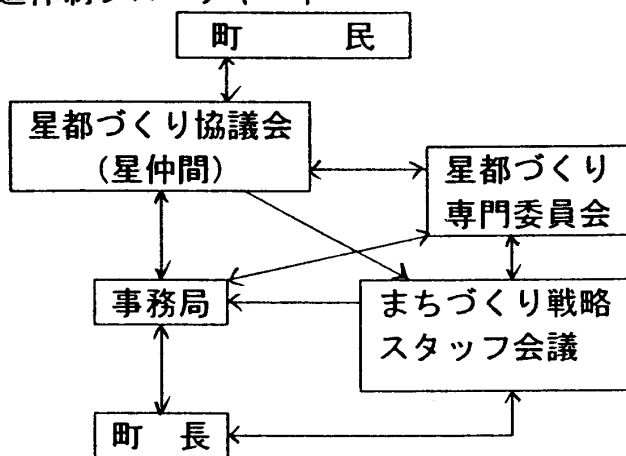 町　　　民
星都づくり協議会
(星仲間)
星都づくり
専門委員会
事務局
まちづくり戦略
スタッフ会議
町　長